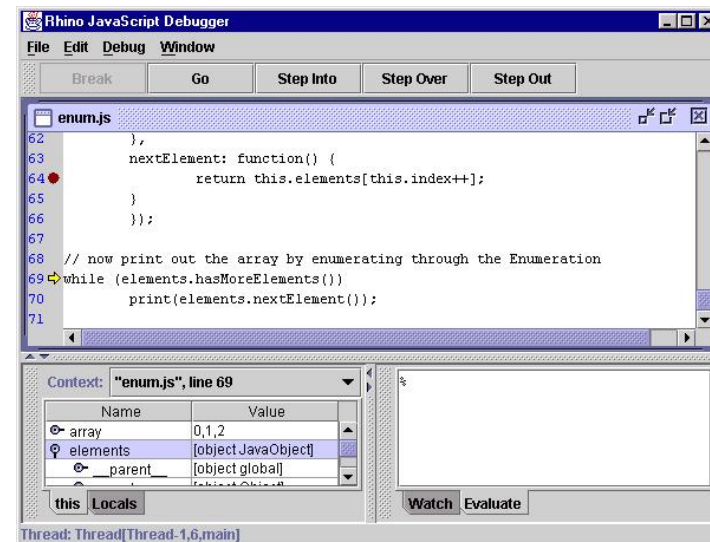 Rhino JavaScript Debugger
File Edit Debug Window
Break Go Step Into Step Over Step Out
enum.js
62 },
63 nextElement: function() {
64 return this.elements[this.index++];
65 }
66 });
67
68 // now print out the array by enumerating through the Enumeration
69 while (elements.hasMoreElements())
70 print(elements.nextElement());
71
Context: "enum.js", line 69
%
Name Value
array 0,1,2
elements [object JavaObject]
__parent__ [object global]
this Locals
Watch Evaluate
Thread: Thread[Thread-1,6,main]